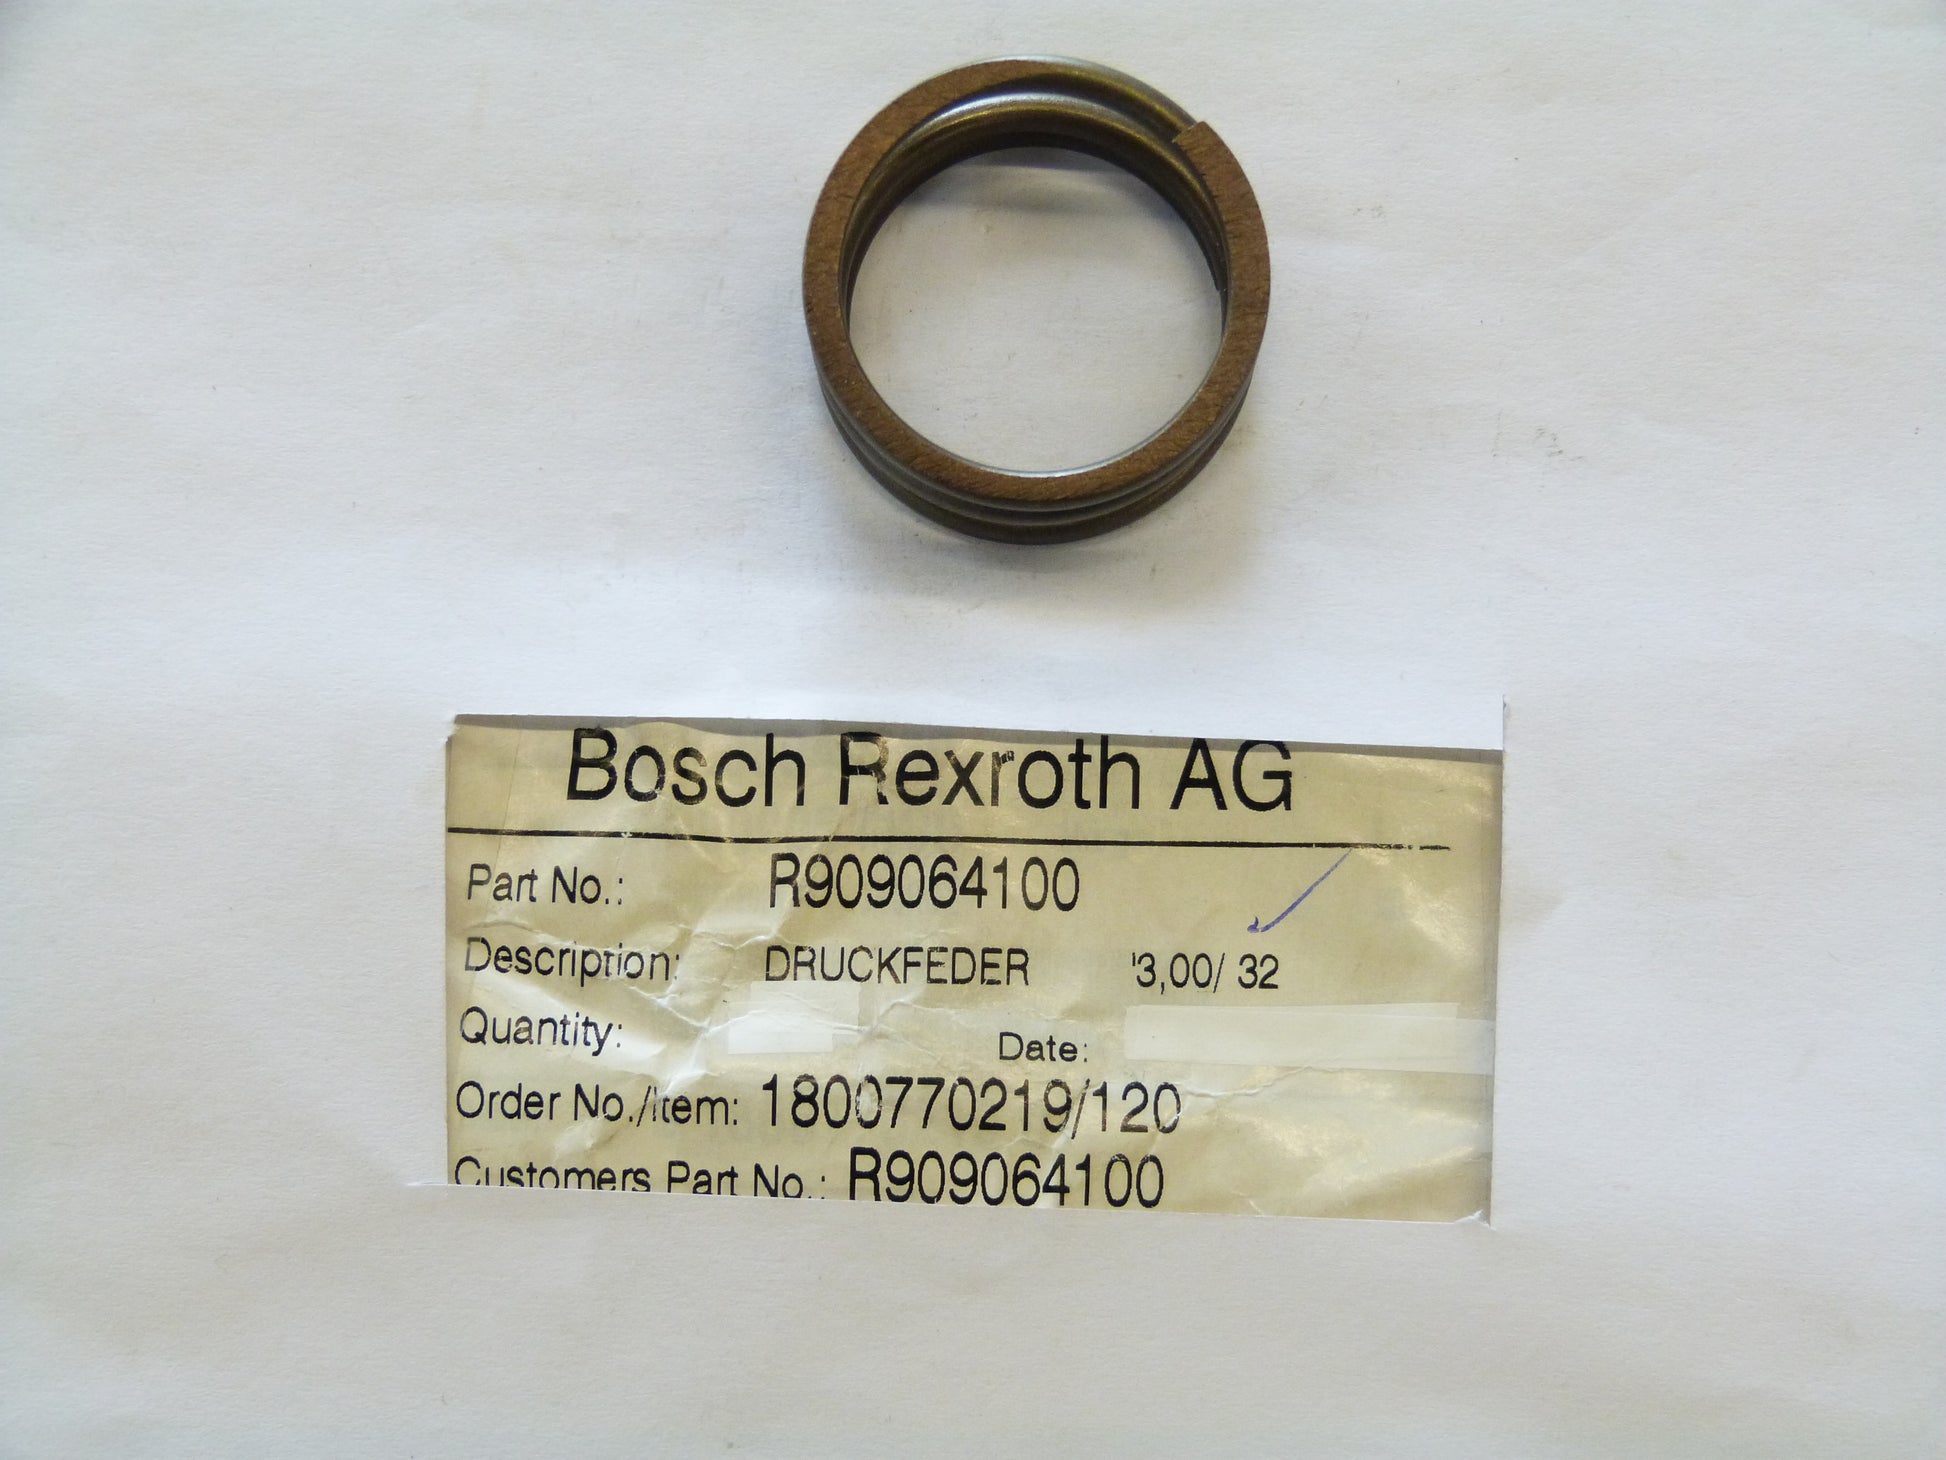 Bosch Rexroth AG
Part No.: R909064100
Description: DRUCKFEDER '3,00/ 32
Quantity: Date:
Order No./Item: 1800770219/120
Customers Part No.: R909064100